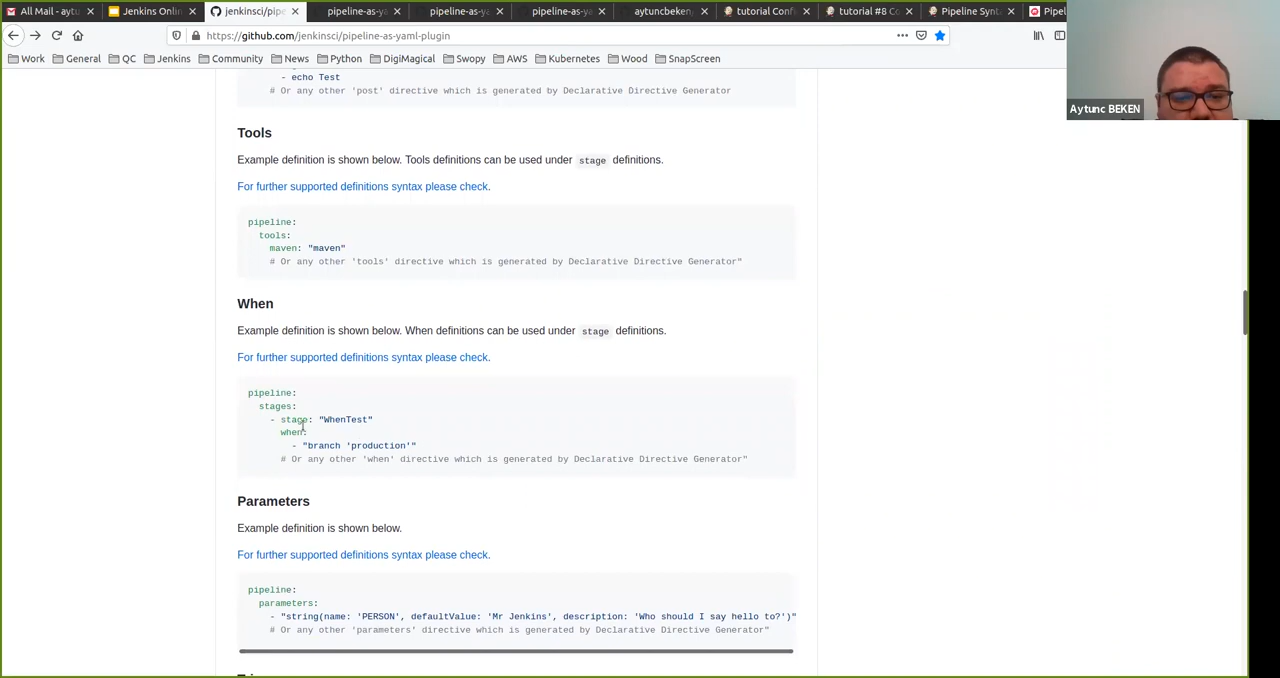 All Mail - aytu
Jenkins Onli
jenkinsci/pipe
pipeline-as-ya
pipeline-as-ya
pipeline-as-ya
aytuncbeken,
tutorial Conf
tutorial #8 Co
Pipeline Synt
Pipel
https://github.com/jenkinsci/pipeline-as-yaml-plugin
Work General QC Jenkins Community News Python DigiMagical Swopy AWS Kubernetes Wood SnapScreen
Aytunc BEKEN
- echo Test
# Or any other 'post' directive which is generated by Declarative Directive Generator
Tools
Example definition is shown below. Tools definitions can be used under stage definitions.
For further supported definitions syntax please check.
pipeline:
tools:
maven: "maven"
# Or any other 'tools' directive which is generated by Declarative Directive Generator"
When
Example definition is shown below. When definitions can be used under stage definitions.
For further supported definitions syntax please check.
pipeline:
stages:
- stage: "WhenTest"
when:
- "branch 'production'"
# Or any other 'when' directive which is generated by Declarative Directive Generator"
Parameters
Example definition is shown below.
For further supported definitions syntax please check.
pipeline:
parameters:
- "string(name: 'PERSON', defaultValue: 'Mr Jenkins', description: 'Who should I say hello to?')"
# Or any other 'parameters' directive which is generated by Declarative Directive Generator"